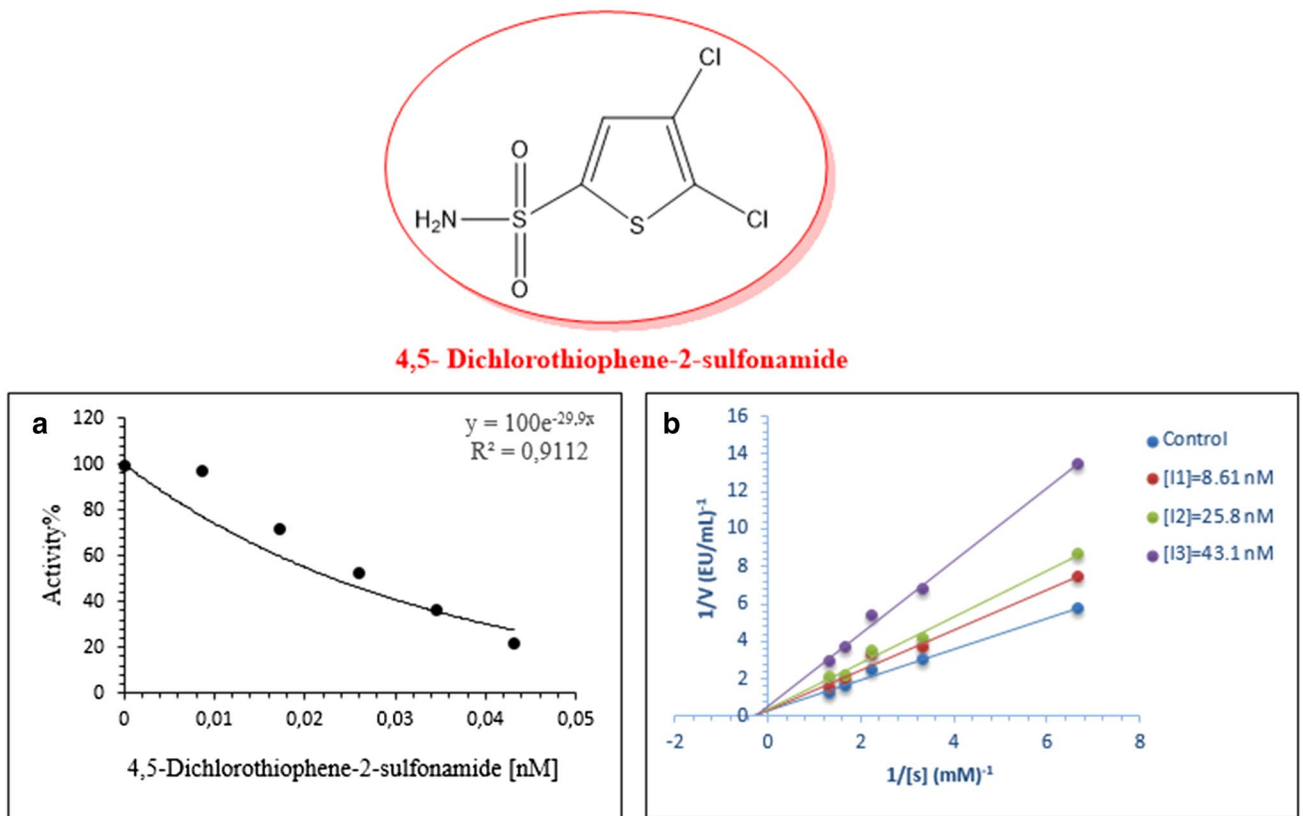 Cl
O
H₂N
S
S
Cl
O
4,5- Dichlorothiophene-2-sulfonamide
a
y = 100e^-29,9x
R² = 0,9112
120
100
80
60
40
20
0
Activity%
0 0,01 0,02 0,03 0,04 0,05
4,5-Dichlorothiophene-2-sulfonamide [nM]
b
16
14
12
10
8
6
4
2
0
1/V (EU/mL)⁻¹
-2 0 2 4 6 8
1/[s] (mM)⁻¹
Control
[I1]=8.61 nM
[I2]=25.8 nM
[I3]=43.1 nM